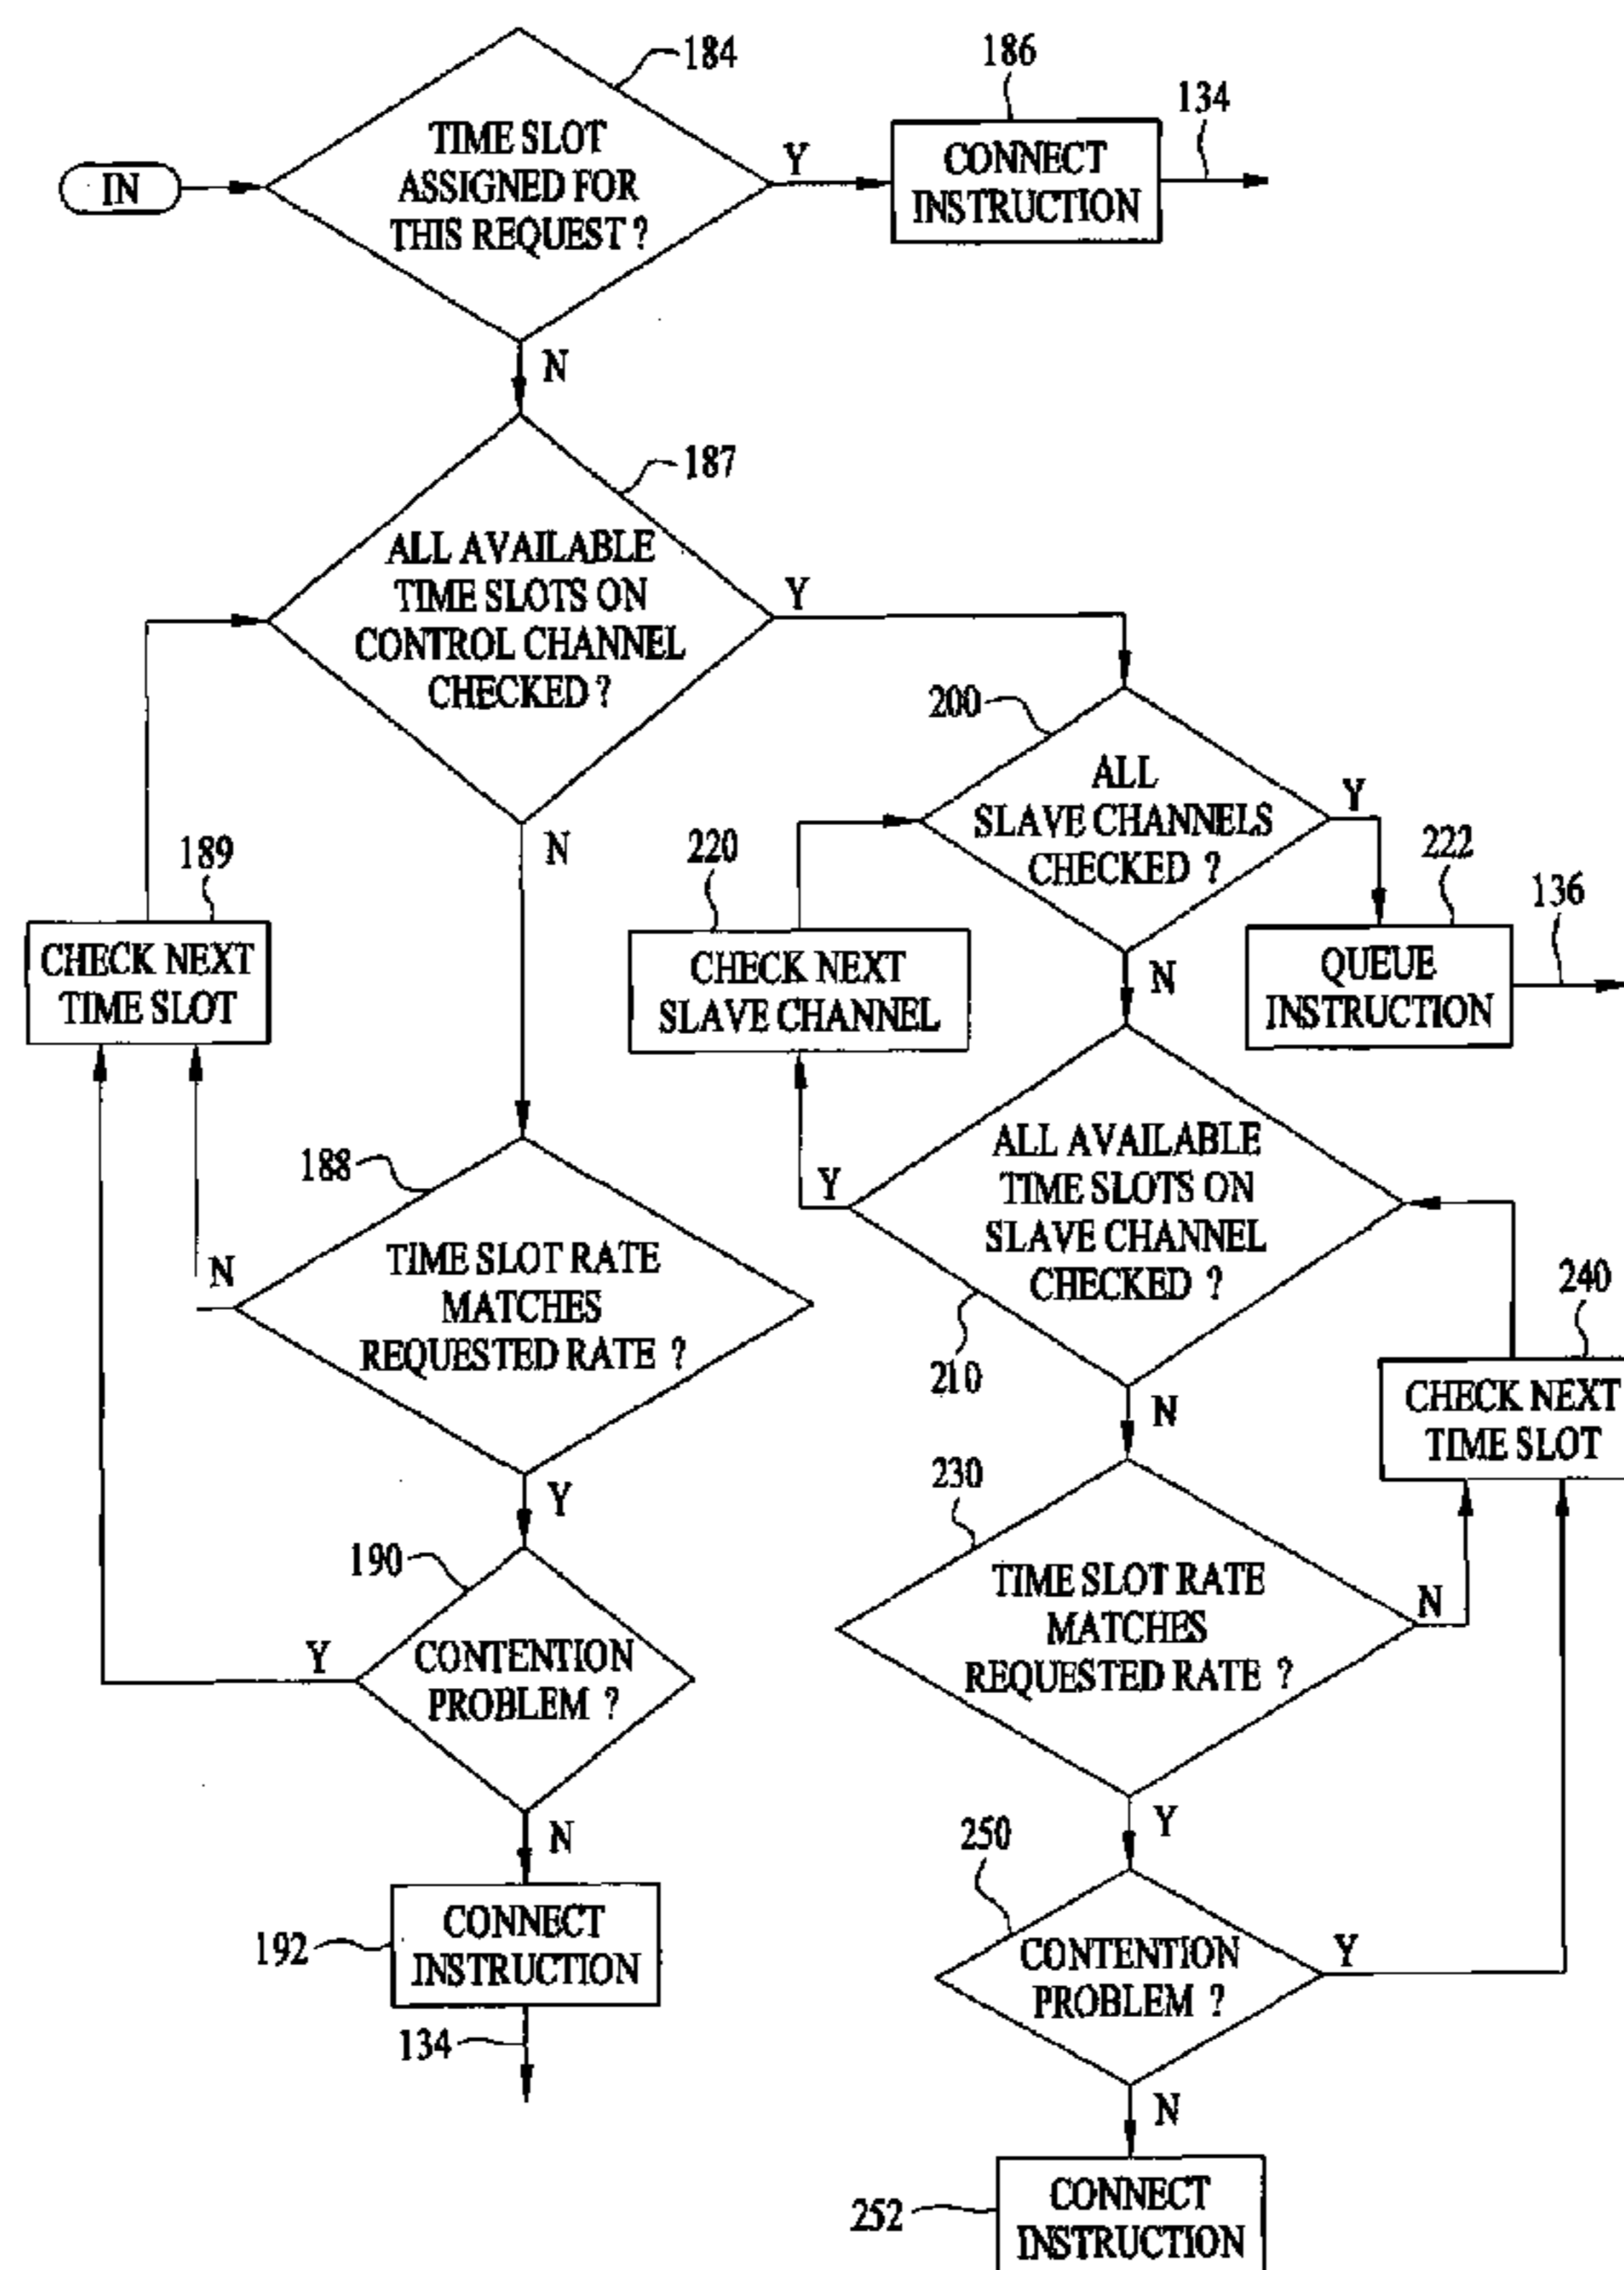 184
TIME SLOT
ASSIGNED FOR
THIS REQUEST ?
IN
Y
186
CONNECT
INSTRUCTION
134
N
187
ALL AVAILABLE
TIME SLOTS ON
CONTROL CHANNEL
CHECKED ?
Y
N
189
CHECK NEXT
TIME SLOT
200
ALL
SLAVE CHANNELS
CHECKED ?
Y
N
220
CHECK NEXT
SLAVE CHANNEL
222
QUEUE
INSTRUCTION
136
188
TIME SLOT RATE
MATCHES
REQUESTED RATE ?
N
Y
ALL AVAILABLE
TIME SLOTS ON
SLAVE CHANNEL
CHECKED ?
210
Y
N
240
CHECK NEXT
TIME SLOT
190
CONTENTION
PROBLEM ?
Y
N
192
CONNECT
INSTRUCTION
134
230
TIME SLOT RATE
MATCHES
REQUESTED RATE ?
N
Y
250
CONTENTION
PROBLEM ?
Y
N
252
CONNECT
INSTRUCTION